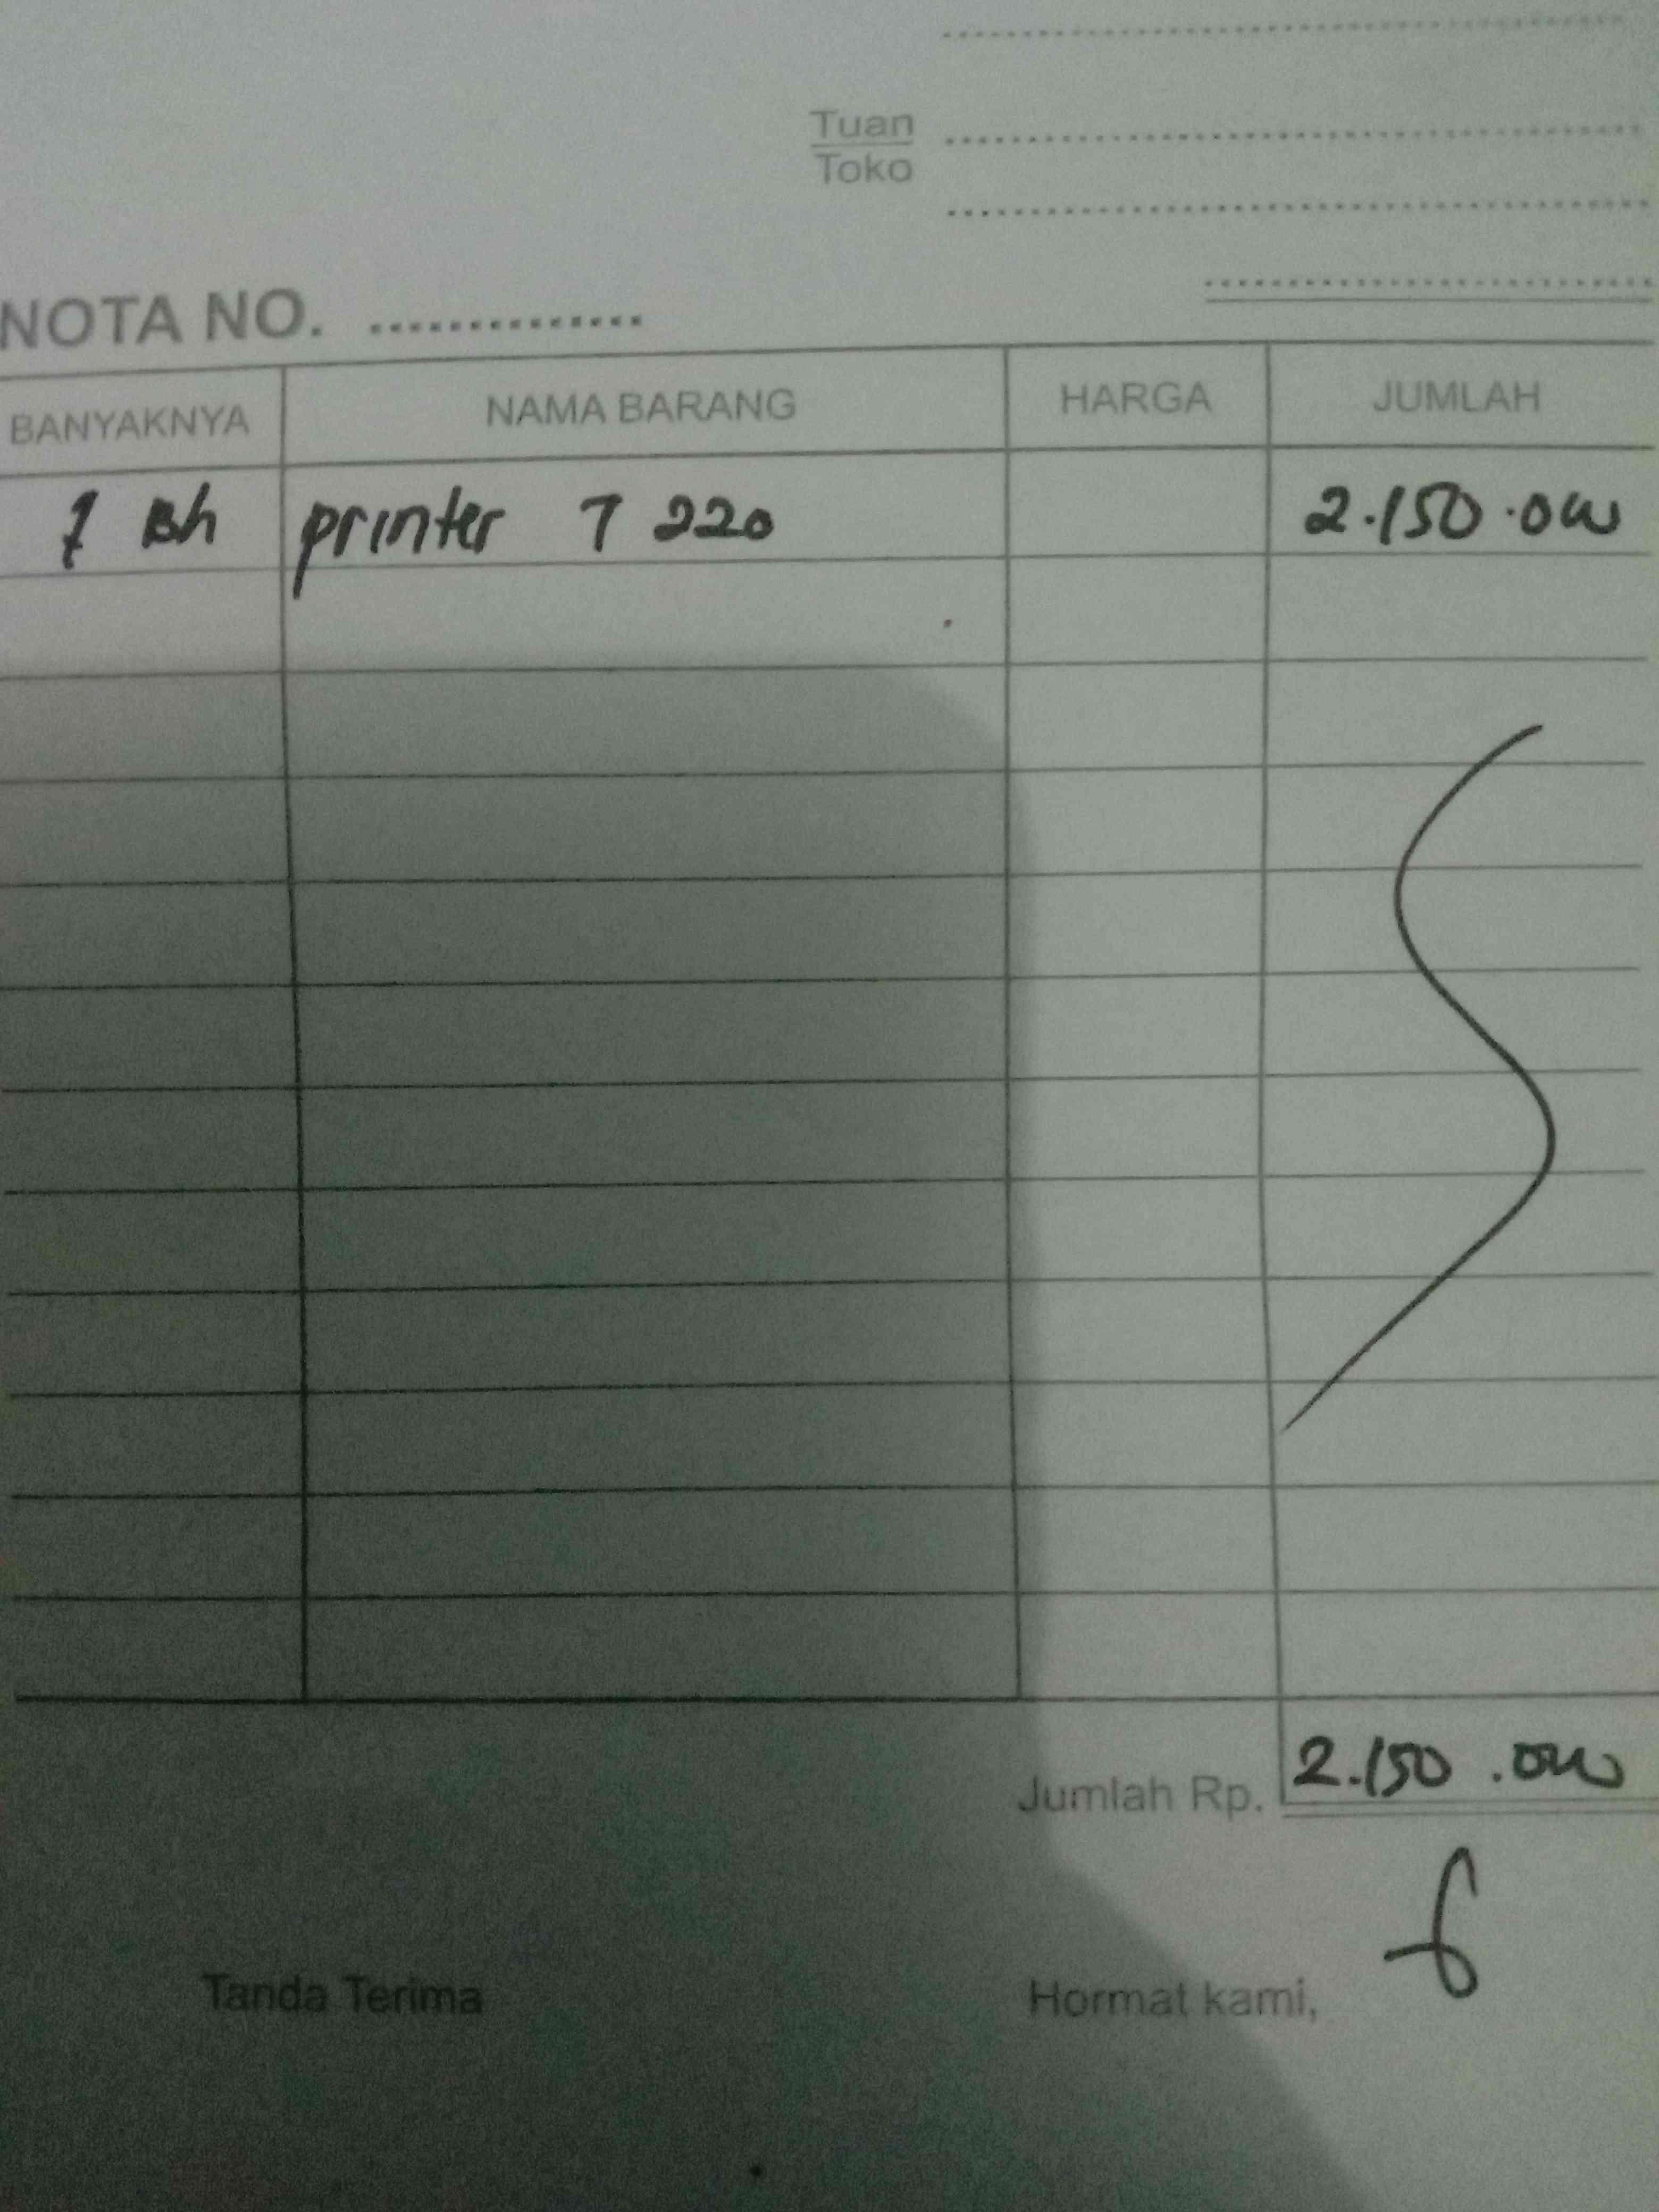 Tuan
Toko
NOTA NO. ..............
BANYAKNYA NAMA BARANG HARGA JUMLAH
1 Bh printer T 220 2.150.000
Jumlah Rp. 2.150.000
Tanda Terima Hormat kami,